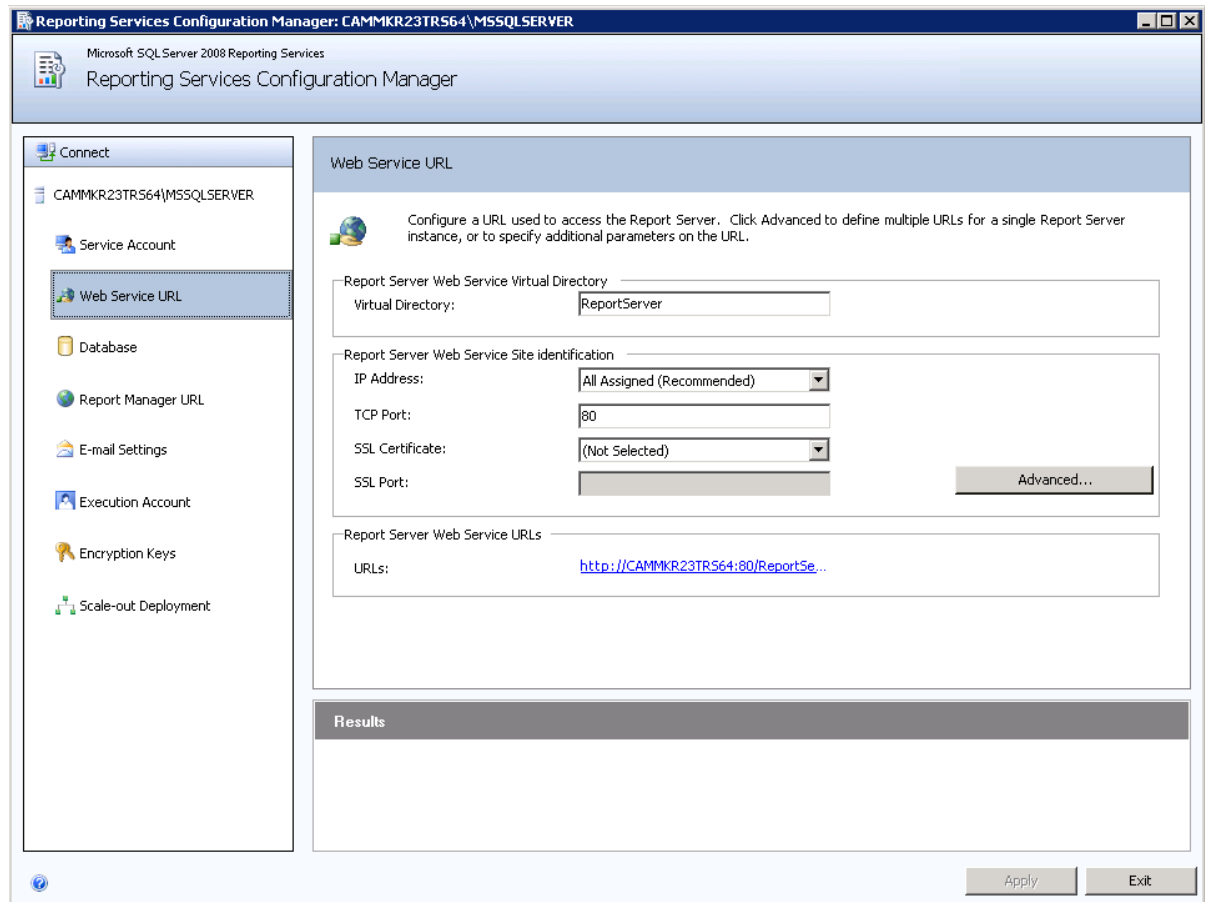 Reporting Services Configuration Manager: CAMMKR23TRS64\MSSQLSERVER
Microsoft SQL Server 2008 Reporting Services
Reporting Services Configuration Manager
Connect
CAMMKR23TRS64\MSSQLSERVER
Service Account
Web Service URL
Database
Report Manager URL
E-mail Settings
Execution Account
Encryption Keys
Scale-out Deployment
Web Service URL
Configure a URL used to access the Report Server. Click Advanced to define multiple URLs for a single Report Server
instance, or to specify additional parameters on the URL.
Report Server Web Service Virtual Directory
Virtual Directory: ReportServer
Report Server Web Service Site identification
IP Address: All Assigned (Recommended)
TCP Port: 80
SSL Certificate: (Not Selected)
SSL Port:
Advanced...
Report Server Web Service URLs
URLs: http://CAMMKR23TRS64:80/ReportSe...
Results
Apply Exit